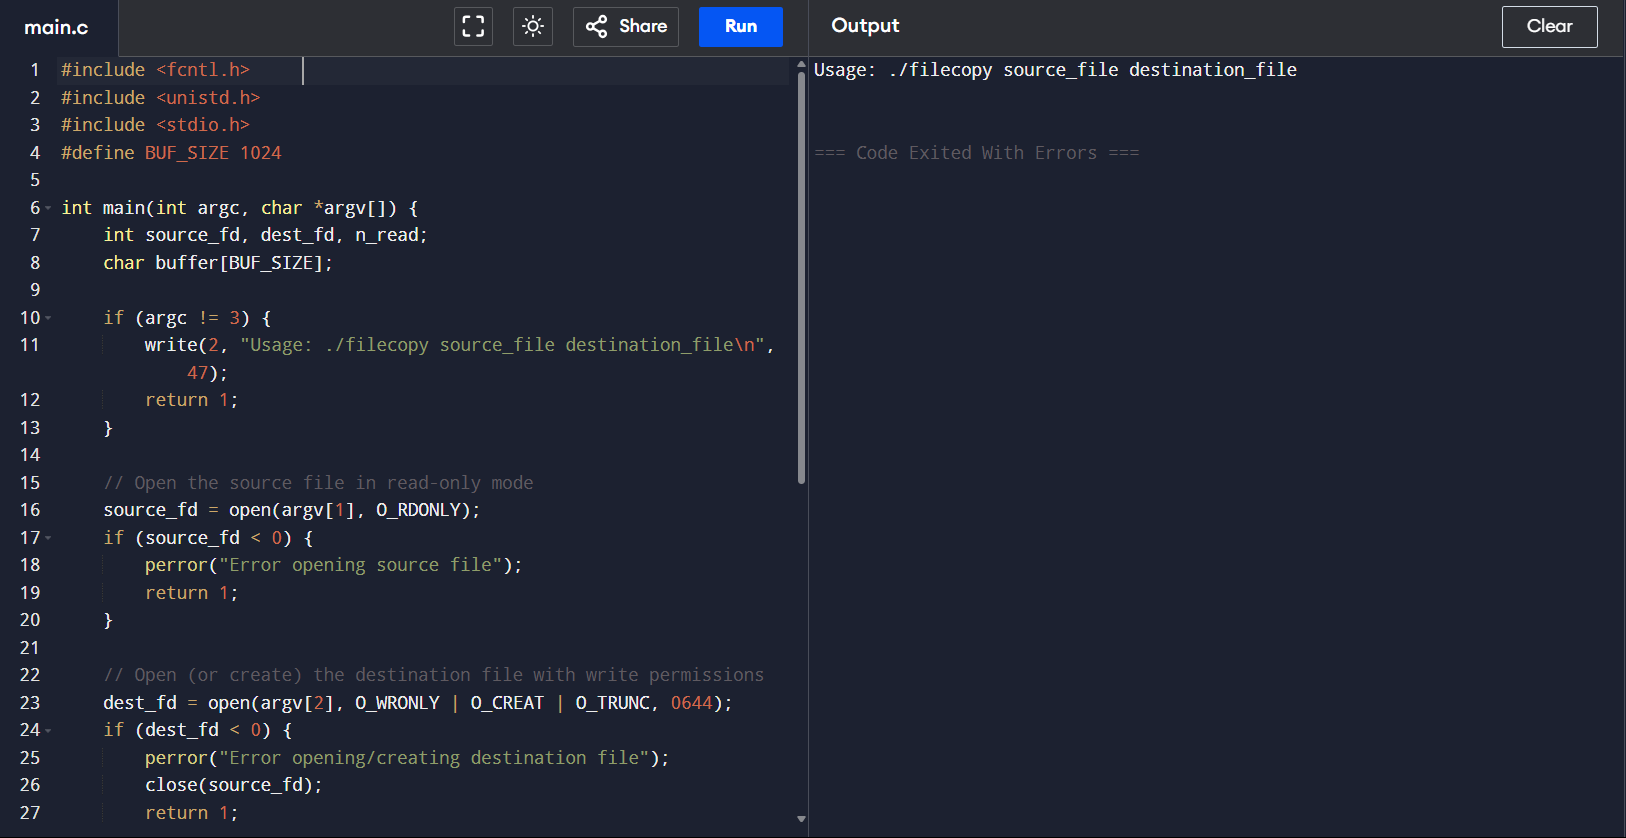 main.c
Share
Run
Output
Clear
1 #include <fcntl.h>
2 #include <unistd.h>
3 #include <stdio.h>
4 #define BUF_SIZE 1024
5
6 int main(int argc, char *argv[]) {
7     int source_fd, dest_fd, n_read;
8     char buffer[BUF_SIZE];
9
10     if (argc != 3) {
11         write(2, "Usage: ./filecopy source_file destination_file\n",
            47);
12         return 1;
13     }
14
15     // Open the source file in read-only mode
16     source_fd = open(argv[1], O_RDONLY);
17     if (source_fd < 0) {
18         perror("Error opening source file");
19         return 1;
20     }
21
22     // Open (or create) the destination file with write permissions
23     dest_fd = open(argv[2], O_WRONLY | O_CREAT | O_TRUNC, 0644);
24     if (dest_fd < 0) {
25         perror("Error opening/creating destination file");
26         close(source_fd);
27         return 1;
Usage: ./filecopy source_file destination_file
=== Code Exited With Errors ===